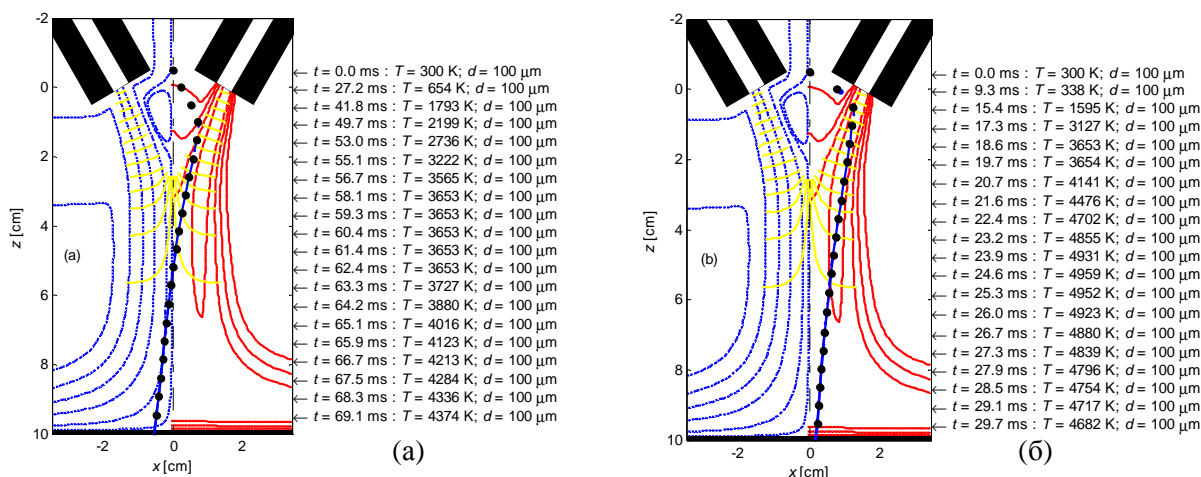 -2
0
2
4
6
8
10
z [cm]
-2
0
2
x [cm]
(a)
← t = 0.0 ms : T = 300 K; d = 100 µm
← t = 27.2 ms : T = 654 K; d = 100 µm
← t = 41.8 ms : T = 1793 K; d = 100 µm
← t = 49.7 ms : T = 2199 K; d = 100 µm
← t = 53.0 ms : T = 2736 K; d = 100 µm
← t = 55.1 ms : T = 3222 K; d = 100 µm
← t = 56.7 ms : T = 3565 K; d = 100 µm
← t = 58.1 ms : T = 3653 K; d = 100 µm
← t = 59.3 ms : T = 3653 K; d = 100 µm
← t = 60.4 ms : T = 3653 K; d = 100 µm
← t = 61.4 ms : T = 3653 K; d = 100 µm
← t = 62.4 ms : T = 3653 K; d = 100 µm
← t = 63.3 ms : T = 3727 K; d = 100 µm
← t = 64.2 ms : T = 3880 K; d = 100 µm
← t = 65.1 ms : T = 4016 K; d = 100 µm
← t = 65.9 ms : T = 4123 K; d = 100 µm
← t = 66.7 ms : T = 4213 K; d = 100 µm
← t = 67.5 ms : T = 4284 K; d = 100 µm
← t = 68.3 ms : T = 4336 K; d = 100 µm
← t = 69.1 ms : T = 4374 K; d = 100 µm
(а)
-2
0
2
4
6
8
10
z [cm]
-2
0
2
x [cm]
(b)
← t = 0.0 ms : T = 300 K; d = 100 µm
← t = 9.3 ms : T = 338 K; d = 100 µm
← t = 15.4 ms : T = 1595 K; d = 100 µm
← t = 17.3 ms : T = 3127 K; d = 100 µm
← t = 18.6 ms : T = 3653 K; d = 100 µm
← t = 19.7 ms : T = 3654 K; d = 100 µm
← t = 20.7 ms : T = 4141 K; d = 100 µm
← t = 21.6 ms : T = 4476 K; d = 100 µm
← t = 22.4 ms : T = 4702 K; d = 100 µm
← t = 23.2 ms : T = 4855 K; d = 100 µm
← t = 23.9 ms : T = 4931 K; d = 100 µm
← t = 24.6 ms : T = 4959 K; d = 100 µm
← t = 25.3 ms : T = 4952 K; d = 100 µm
← t = 26.0 ms : T = 4923 K; d = 100 µm
← t = 26.7 ms : T = 4880 K; d = 100 µm
← t = 27.3 ms : T = 4839 K; d = 100 µm
← t = 27.9 ms : T = 4796 K; d = 100 µm
← t = 28.5 ms : T = 4754 K; d = 100 µm
← t = 29.1 ms : T = 4717 K; d = 100 µm
← t = 29.7 ms : T = 4682 K; d = 100 µm
(б)